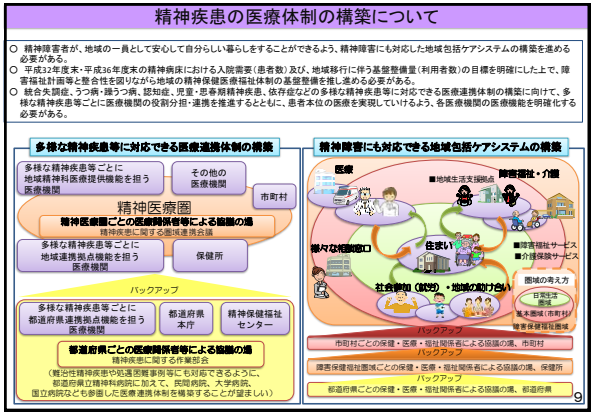 精神疾患の医療体制の構築について
○ 精神障害者が、地域の一員として安心して自分らしい暮らしをすることができるよう、精神障害にも対応した地域包括ケアシステムの構築を進める
必要がある。
○ 平成32年度末・平成36年度末の精神病床における入院需要(患者数)及び、地域移行に伴う基盤整備量(利用者数)の目標を明確にした上で、障
害福祉計画等と整合性を図りながら地域の精神保健医療福祉体制の基盤整備を推し進める必要がある。
○ 統合失調症、うつ病・躁うつ病、認知症、児童・思春期精神疾患、依存症などの多様な精神疾患等に対応できる医療連携体制の構築に向けて、多
様な精神疾患等ごとに医療機関の役割分担・連携を推進するとともに、患者本位の医療を実現していけるよう、各医療機関の医療機能を明確化する
必要がある。
多様な精神疾患等に対応できる医療連携体制の構築
多様な精神疾患等ごとに
地域精神科医療提供機能を担う
医療機関
その他の
医療機関
市町村
精神医療圏
精神医療圏ごとの医療関係者等による協議の場
精神疾患に関する圏域連携会議
多様な精神疾患等ごとに
地域連携拠点機能を担う
医療機関
保健所
バックアップ
多様な精神疾患等ごとに
都道府県連携拠点機能を担う
医療機関
都道府県
本庁
精神保健福祉
センター
都道府県ごとの医療関係者等による協議の場
精神疾患に関する作業部会
(難治性精神疾患や処遇困難事例等にも対応できるように、
都道府県立精神科病院に加えて、民間病院、大学病院、
国立病院なども参画した医療連携体制を構築することが望ましい)
精神障害にも対応できる地域包括ケアシステムの構築
医療
■地域生活支援拠点
障害福祉・介護
様々な相談窓口
住まい
■障害福祉サービス
■介護保険サービス
社会参加(就労)・地域の助け合い
圏域の考え方
日常生活
圏域
基本圏域(市町村)
障害保健福祉圏域
バックアップ
市町村ごとの保健・医療・福祉関係者による協議の場、市町村
バックアップ
障害保健福祉圏域ごとの保健・医療・福祉関係者による協議の場、保健所
バックアップ
都道府県ごとの保健・医療・福祉関係者による協議の場、都道府県
9